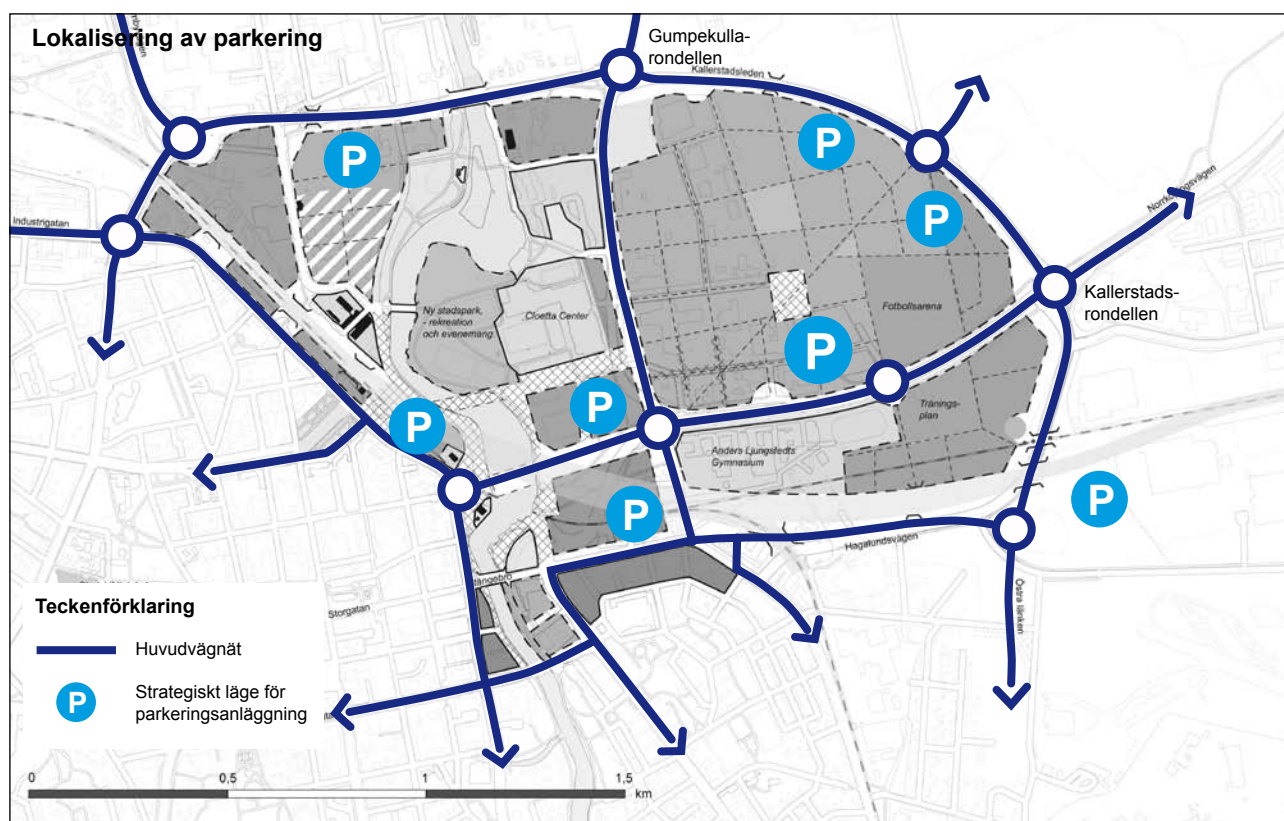 Lokalisering av parkering
Gumpekulla-
rondellen
Kallerstadsleden
Industrigatan
Norrköpingsvägen
P
P
P
Ny stadspark,
- rekreation
och evenemang
Cloetta Center
Fotbollsarena
Kallerstads-
rondellen
P
P
P
Tränings-
plan
Anders Ljungstedts
Gymnasium
P
P
Hagalundsvägen
Östra länken
Storgatan
Teckenförklaring
Huvudvägnät
P
Strategiskt läge för
parkeringsanläggning
0
0,5
1
1,5
km